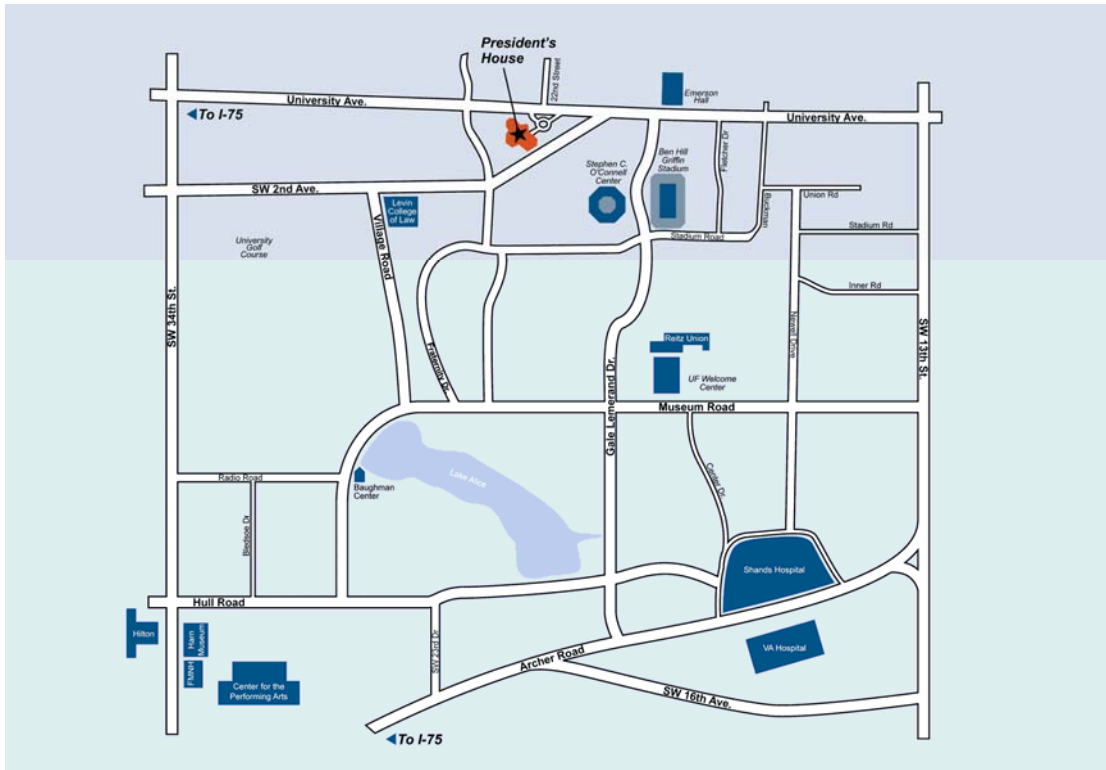 President's
House
22nd Street
Emerson
Hall
University Ave.
University Ave.
To I-75
Fletcher Dr
Ben Hill
Griffin
Stadium
Stephen C.
O'Connell
Center
SW 2nd Ave.
Levin
College
of Law
Village Road
Buckman
Union Rd
Stadium Road
Stadium Rd
University
Golf
Course
Inner Rd
SW 34th St.
Newell Drive
SW 13th St.
Fraternity Dr.
Gale Lemerand Dr.
Reitz Union
UF Welcome
Center
Museum Road
Lake Alice
Radio Road
Baughman
Center
Center Dr.
Bledsoe Dr
Shands Hospital
Hull Road
Hilton
Harn
Museum
FMNH
Center for the
Performing Arts
SW 23rd Dr
Archer Road
VA Hospital
SW 16th Ave.
To I-75